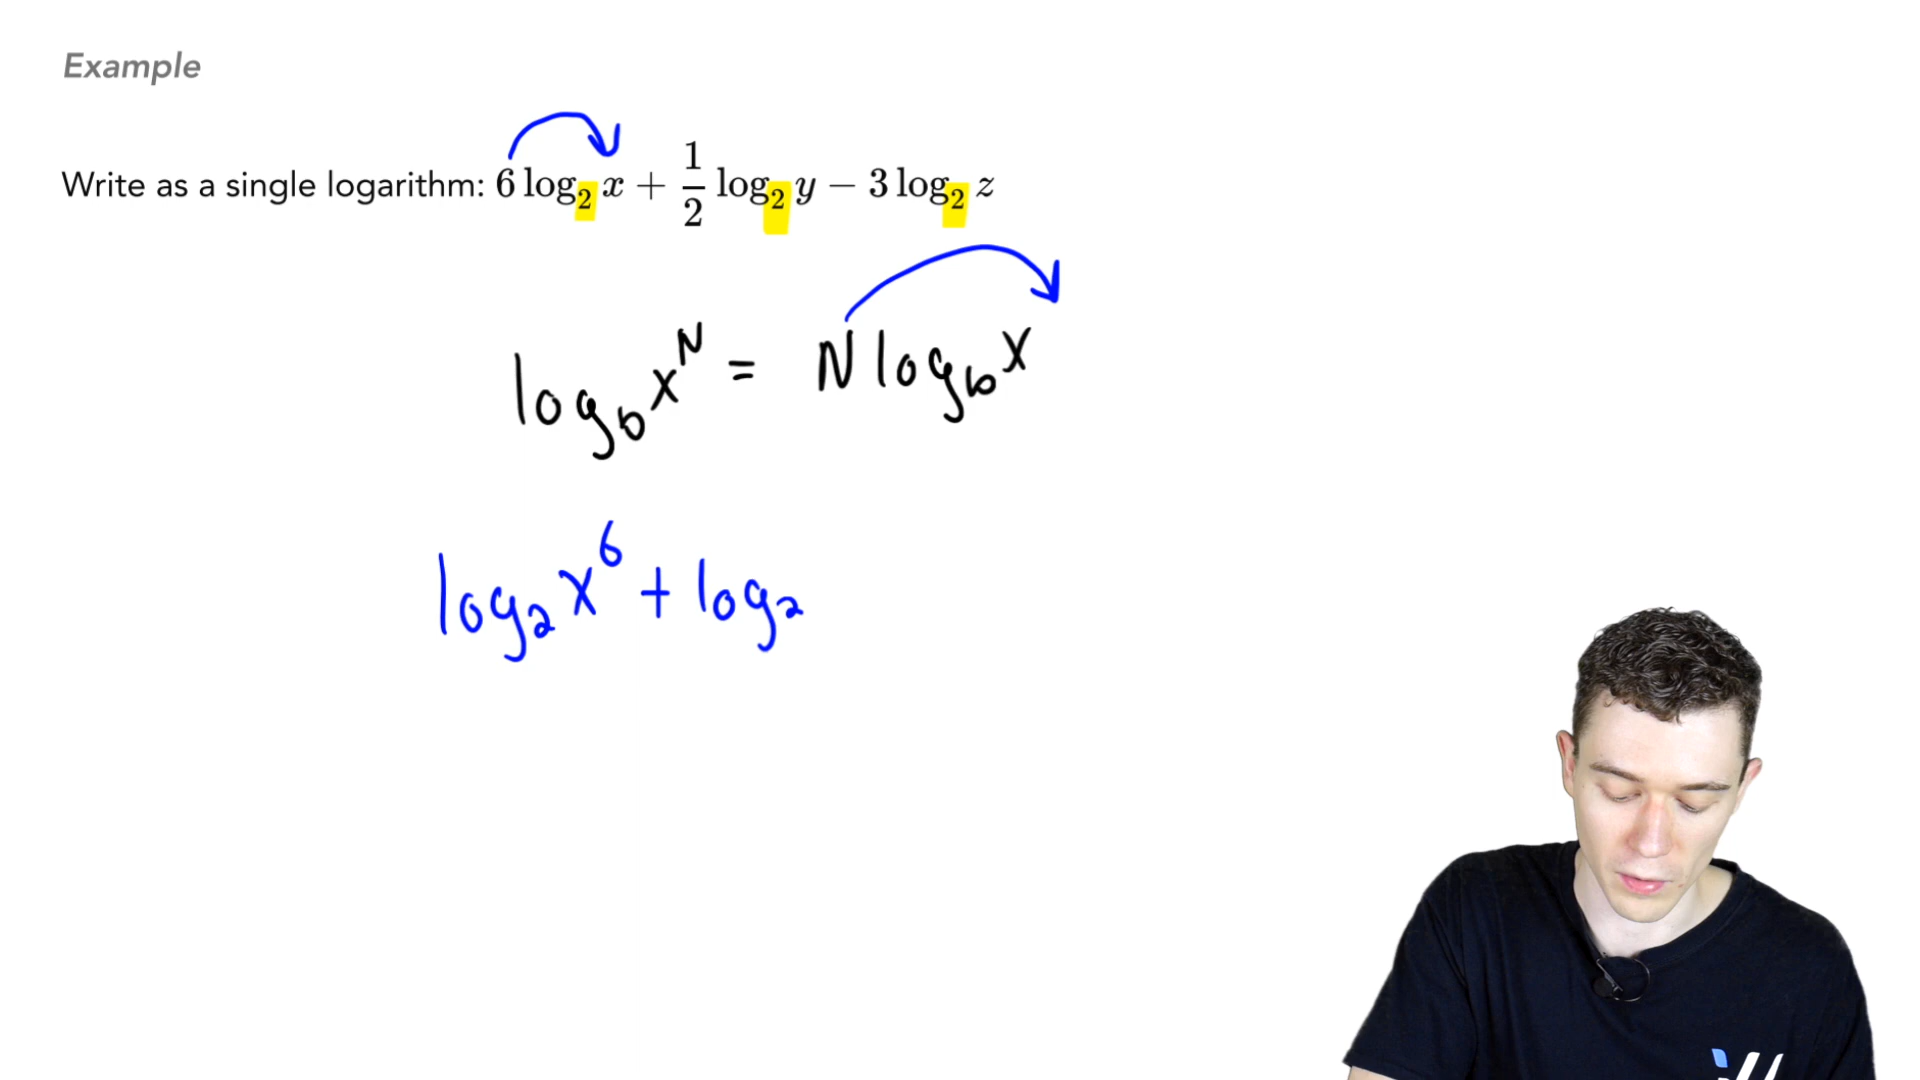 Example
Write as a single logarithm: 6 log₂ x + 1/2 log₂ y − 3 log₂ z
log_b x^N = N log_b x
log₂ x⁶ + log₂